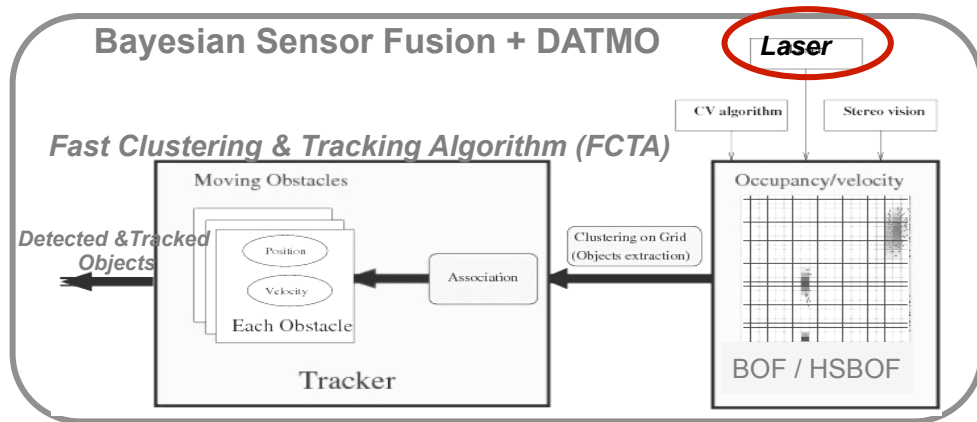 Bayesian Sensor Fusion + DATMO
Laser
CV algorithm
Stereo vision
Fast Clustering & Tracking Algorithm (FCTA)
Moving Obstacles
Occupancy/velocity
Detected &Tracked
Objects
Position
Velocity
Each Obstacle
Association
Clustering on Grid
(Objects extraction)
BOF / HSBOF
Tracker